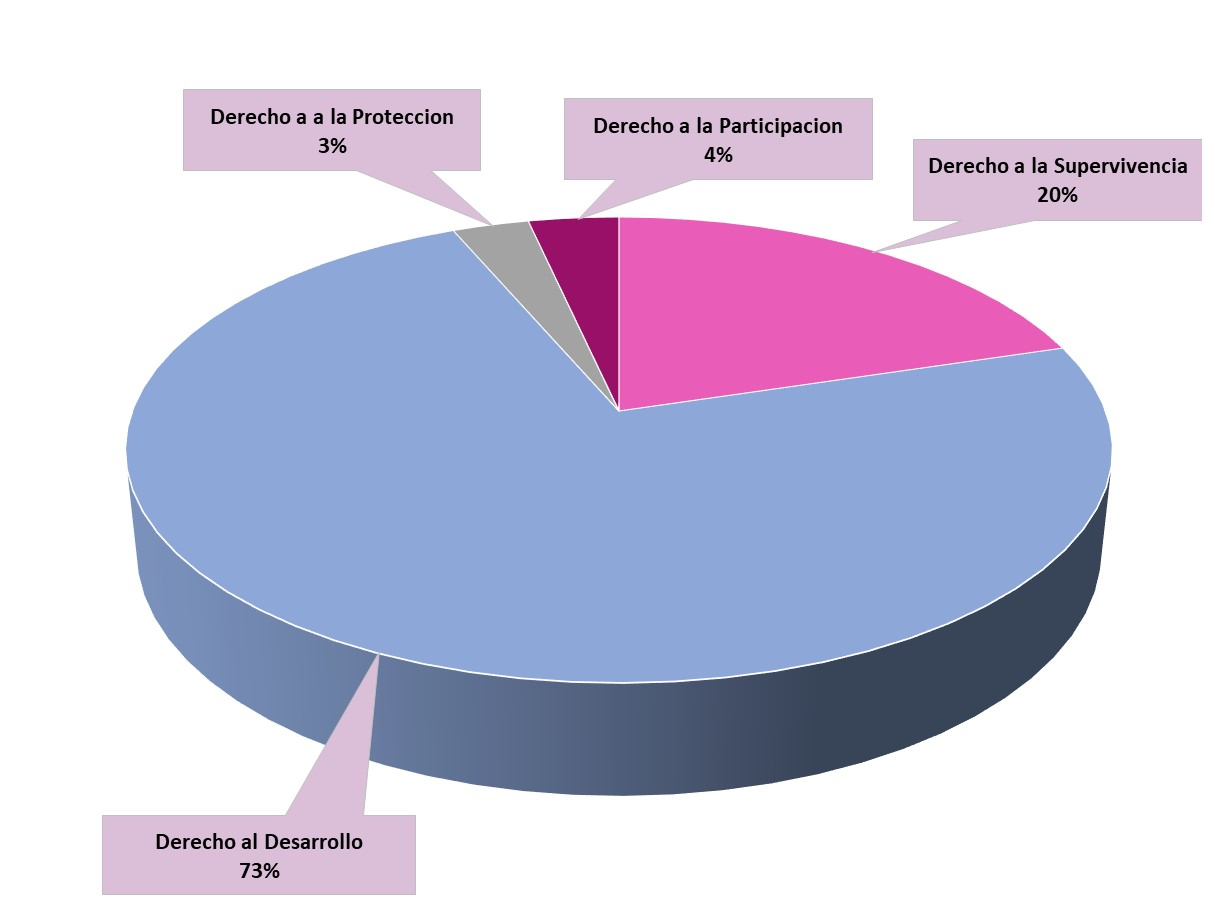 Derecho a a la Proteccion
3%
Derecho a la Participacion
4%
Derecho a la Supervivencia
20%
Derecho al Desarrollo
73%